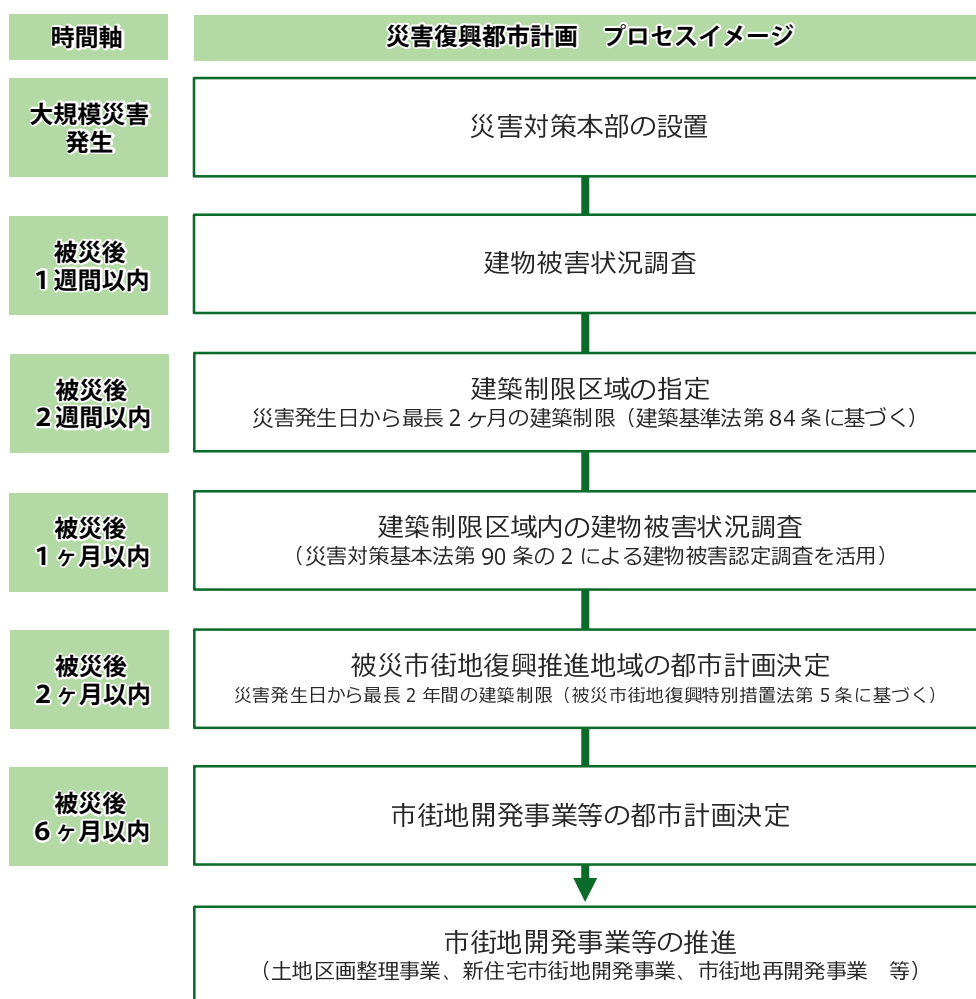 時間軸
災害復興都市計画　プロセスイメージ
大規模災害
発生
災害対策本部の設置
被災後
1週間以内
建物被害状況調査
被災後
2週間以内
建築制限区域の指定
災害発生日から最長2ヶ月の建築制限（建築基準法第84条に基づく）
被災後
1ヶ月以内
建築制限区域内の建物被害状況調査
（災害対策基本法第90条の2による建物被害認定調査を活用）
被災後
2ヶ月以内
被災市街地復興推進地域の都市計画決定
災害発生日から最長2年間の建築制限（被災市街地復興特別措置法第5条に基づく）
被災後
6ヶ月以内
市街地開発事業等の都市計画決定
市街地開発事業等の推進
（土地区画整理事業、新住宅市街地開発事業、市街地再開発事業　等）